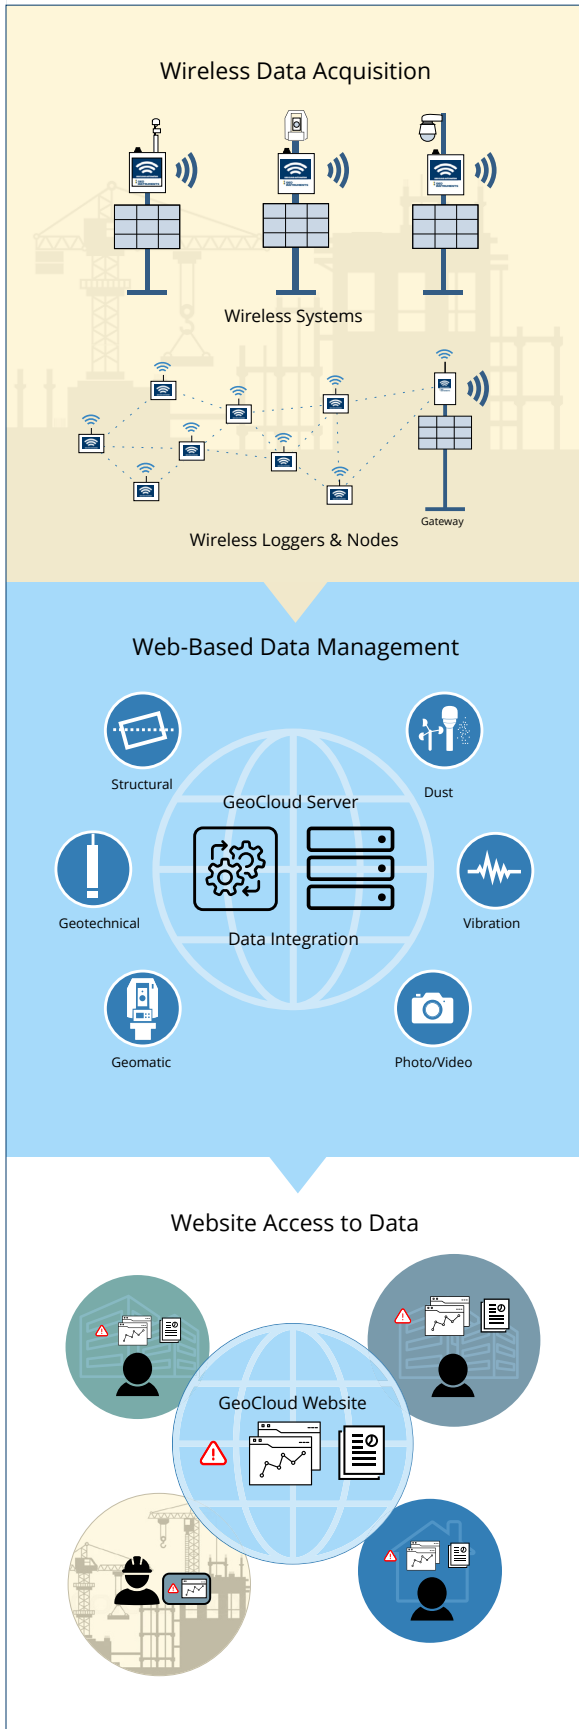 Wireless Data Acquisition
Wireless Systems
Gateway
Wireless Loggers & Nodes
Web-Based Data Management
Structural
Dust
GeoCloud Server
Geotechnical
Vibration
Data Integration
Geomatic
Photo/Video
Website Access to Data
GeoCloud Website